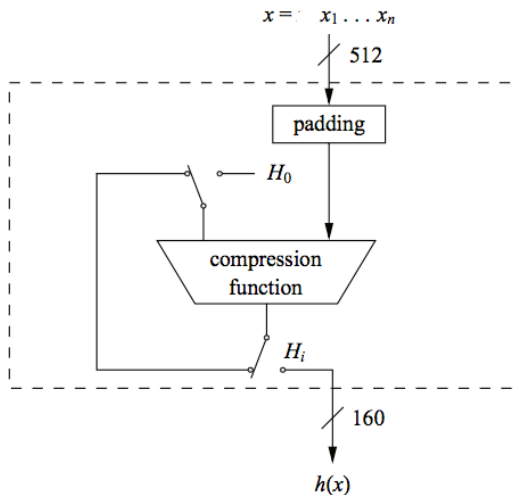 x = x₁ . . . xₙ
512
padding
H₀
compression
function
Hᵢ
160
h(x)